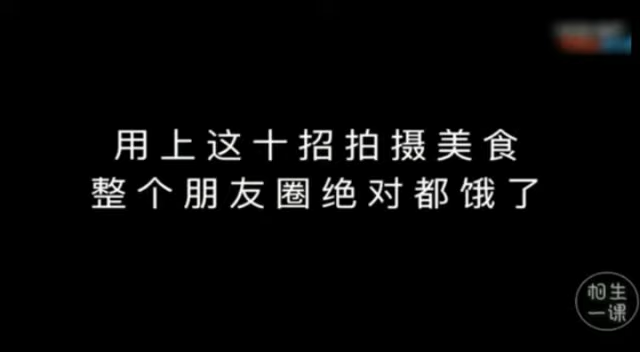 用上这十招拍摄美食
整个朋友圈绝对都饿了
相生
一课